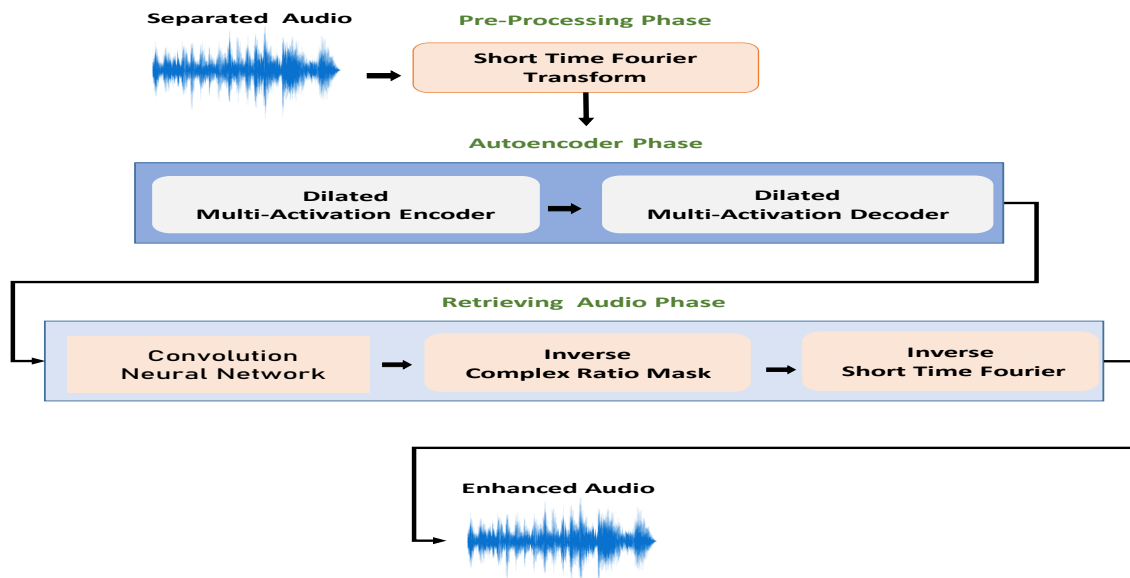 Separated Audio
Pre-Processing Phase
Short Time Fourier
Transform
Autoencoder Phase
Dilated
Multi-Activation Encoder
Dilated
Multi-Activation Decoder
Retrieving Audio Phase
Convolution
Neural Network
Inverse
Complex Ratio Mask
Inverse
Short Time Fourier
Enhanced Audio